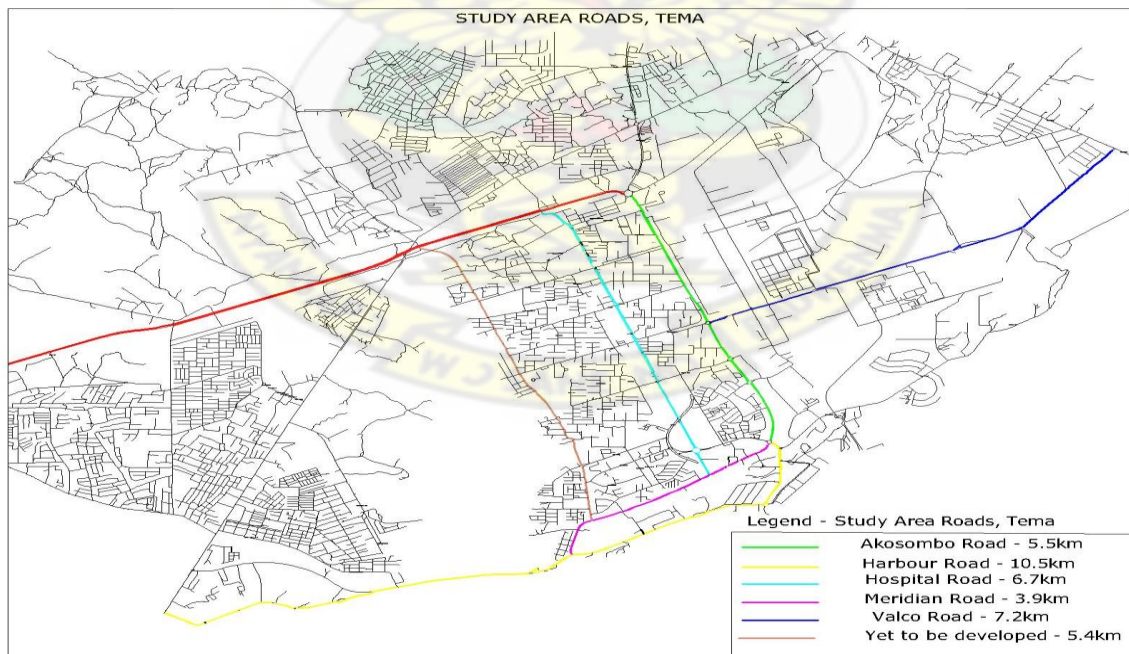 STUDY AREA ROADS, TEMA
Legend - Study Area Roads, Tema
Akosombo Road - 5.5km
Harbour Road - 10.5km
Hospital Road - 6.7km
Meridian Road - 3.9km
Valco Road - 7.2km
Yet to be developed - 5.4km